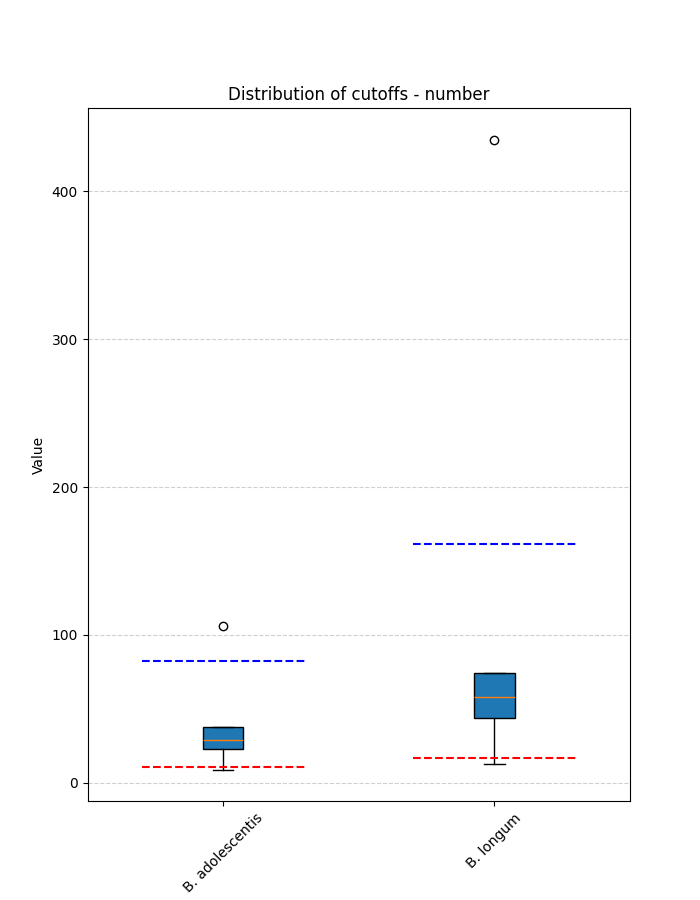 Distribution of cutoffs - number
Value
400
300
200
100
0
B. adolescentis
B. longum